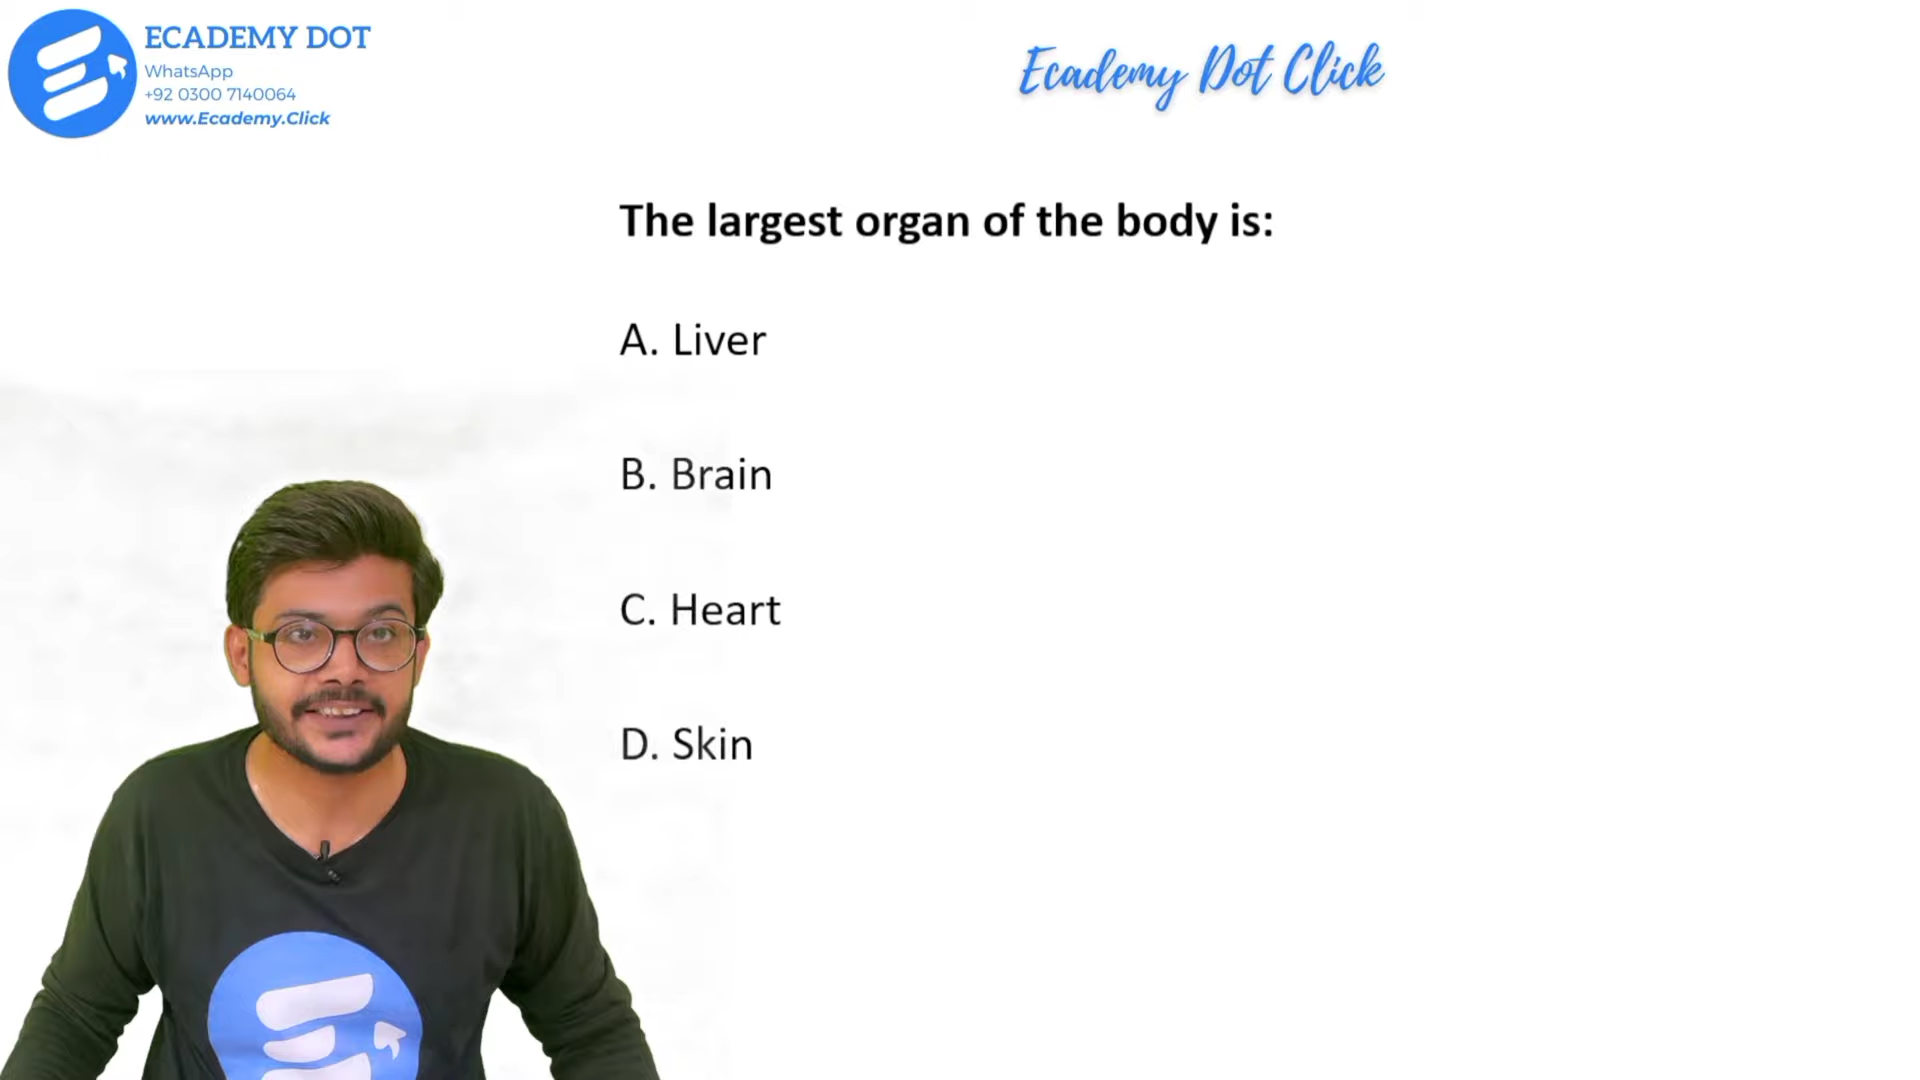 ECADEMY DOT
WhatsApp
+92 0300 7140064
www.Ecademy.Click
Ecademy Dot Click
The largest organ of the body is:
A. Liver
B. Brain
C. Heart
D. Skin